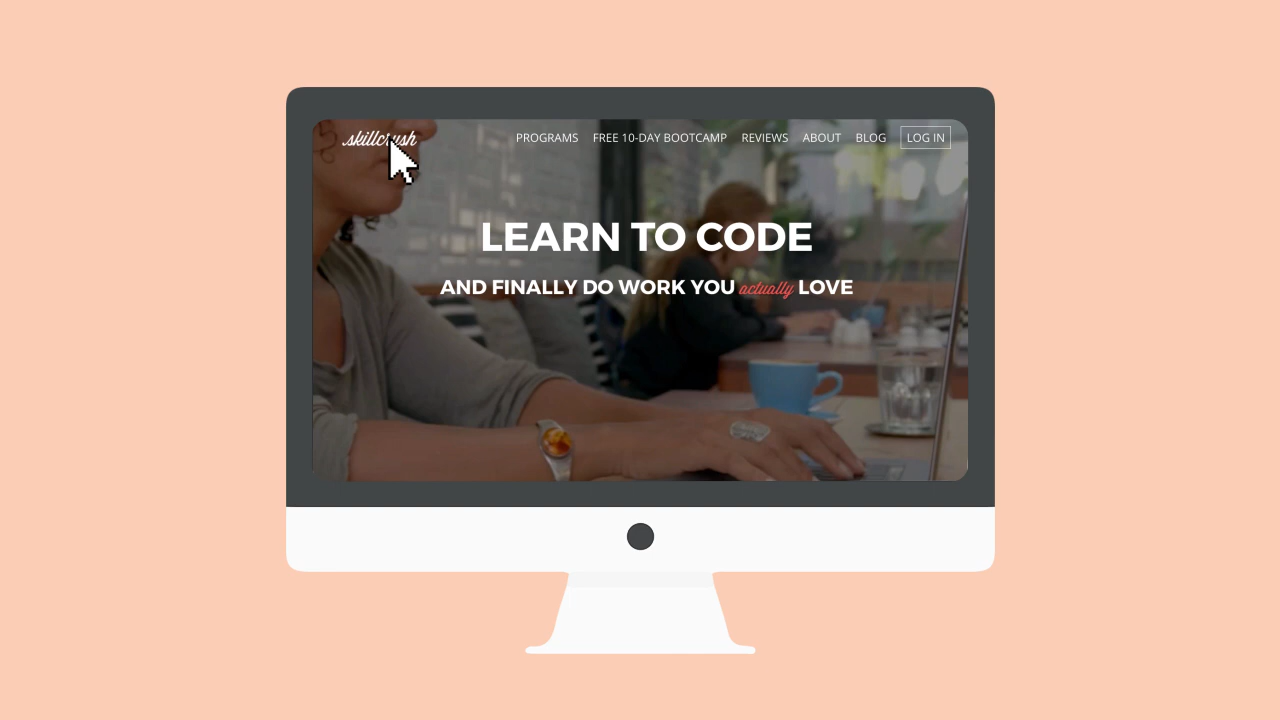 skillcrush
PROGRAMS FREE 10-DAY BOOTCAMP REVIEWS ABOUT BLOG LOG IN
LEARN TO CODE
AND FINALLY DO WORK YOU actually LOVE